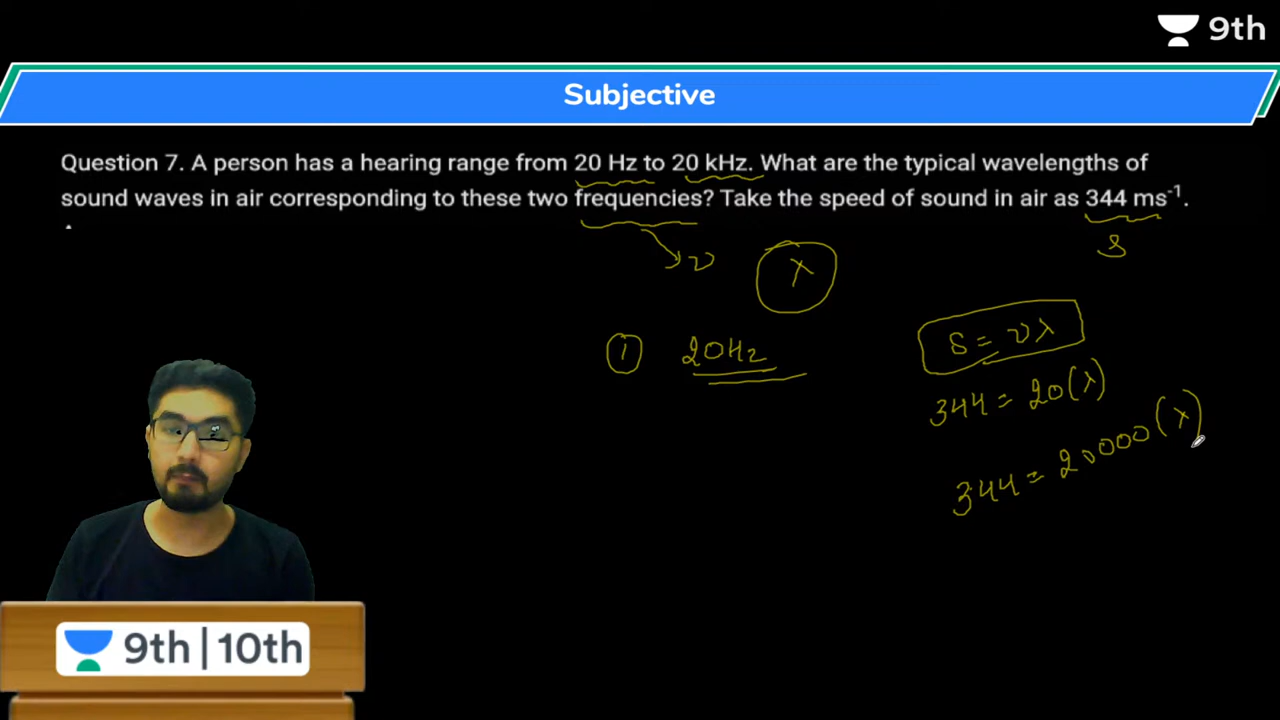 9th
Subjective
Question 7. A person has a hearing range from 20 Hz to 20 kHz. What are the typical wavelengths of
sound waves in air corresponding to these two frequencies? Take the speed of sound in air as 344 ms⁻¹.
S
ν
λ
① 20Hz
S = νλ
344 = 20(λ)
344 = 20000(λ)
9th | 10th